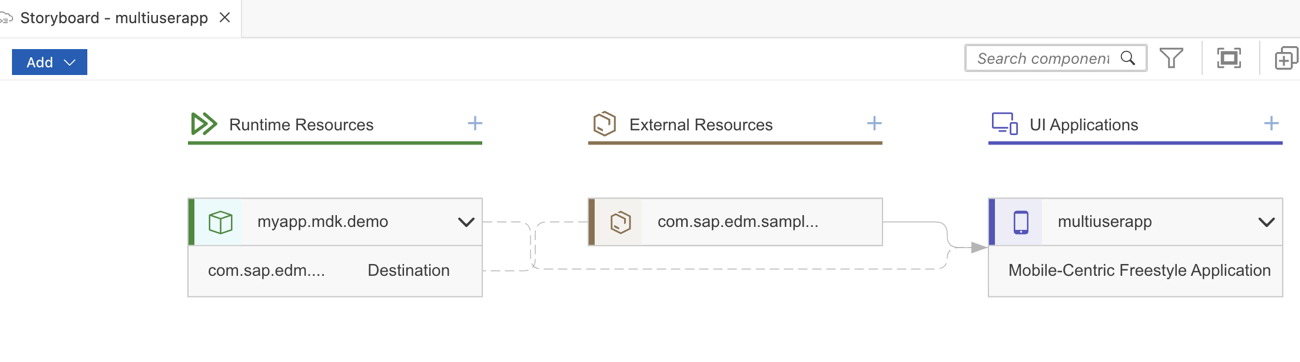 Storyboard - multiuserapp
Add
Search component
Runtime Resources
External Resources
UI Applications
myapp.mdk.demo
com.sap.edm.sampl...
multiuserapp
com.sap.edm.... Destination
Mobile-Centric Freestyle Application